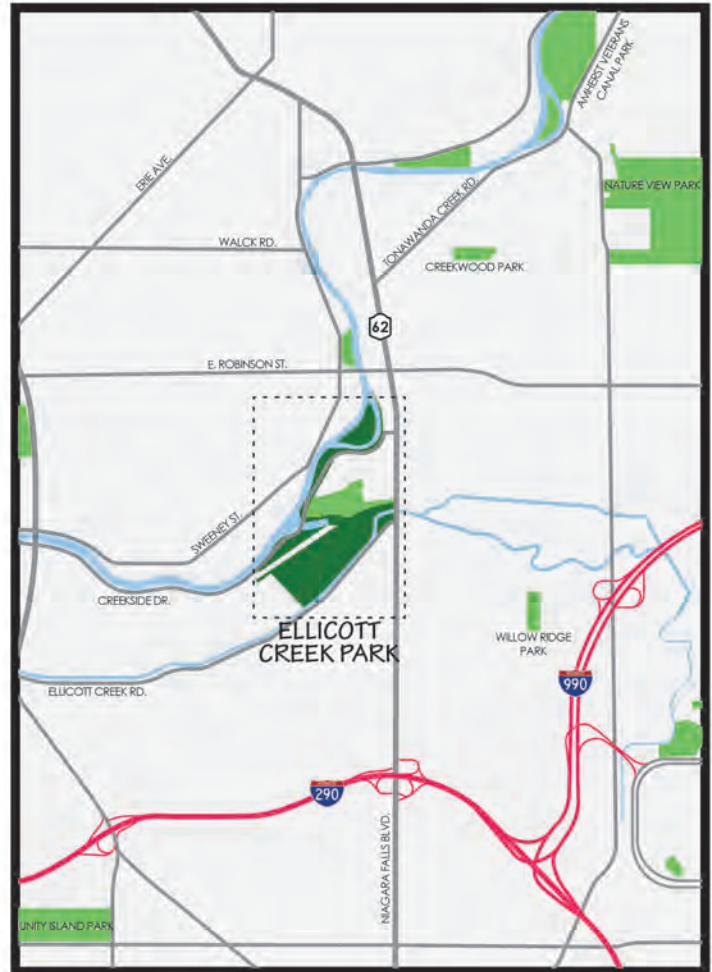 AMHERST VETERANS
CANAL PARK
ERIE AVE.
NATURE VIEW PARK
TONAWANDA CREEK RD.
WALCK RD.
CREEKWOOD PARK
62
E. ROBINSON ST.
SWEENEY ST.
CREEKSIDE DR.
ELLICOTT
CREEK PARK
WILLOW RIDGE
PARK
ELLICOTT CREEK RD.
990
290
NIAGARA FALLS BLVD.
UNITY ISLAND PARK